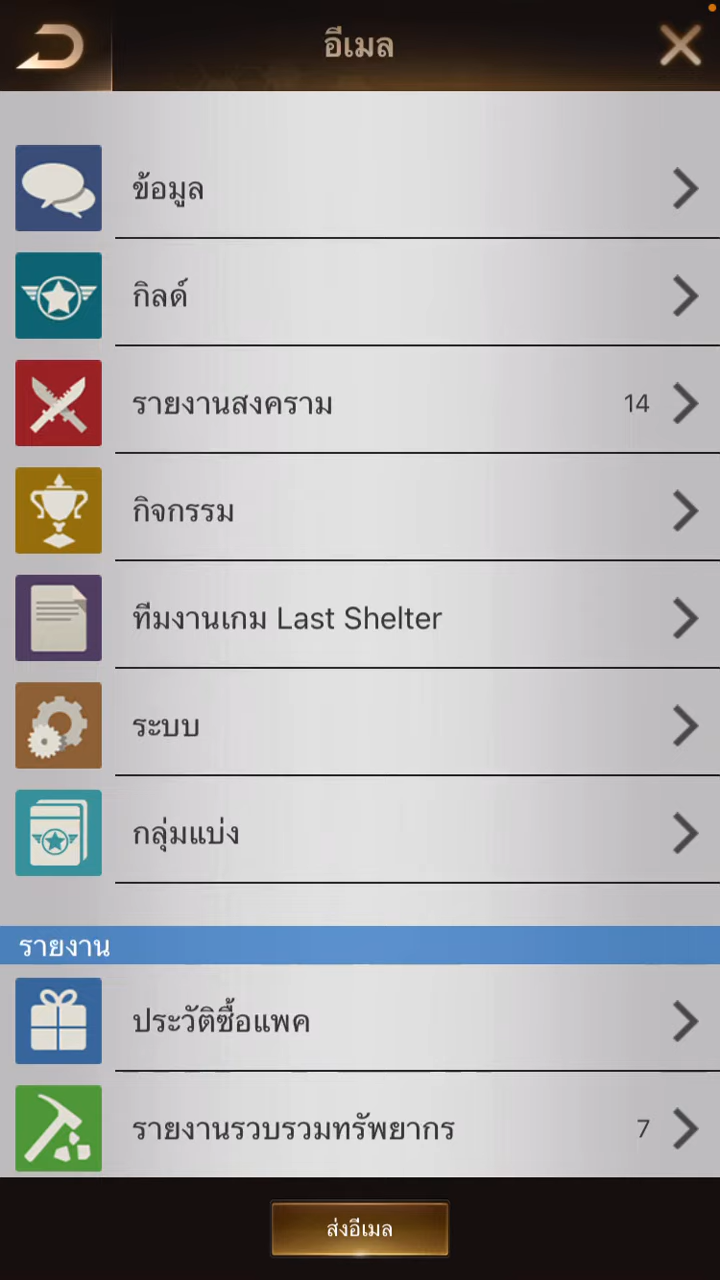 อีเมล
ข้อมูล
กิลด์
รายงานสงคราม 14
กิจกรรม
ทีมงานเกม Last Shelter
ระบบ
กลุ่มแบ่ง
รายงาน
ประวัติซื้อแพค
รายงานรวบรวมทรัพยากร 7
ส่งอีเมล